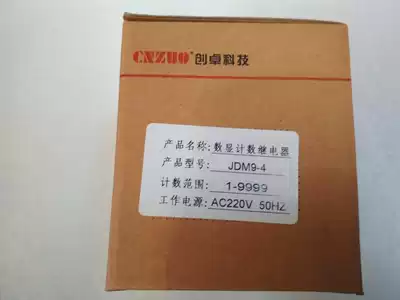 CNZUO® 创卓科技
产品名称: 数显计数继电器
产品型号: JDM9-4
计数范围: 1-9999
工作电源: AC220V 50HZ